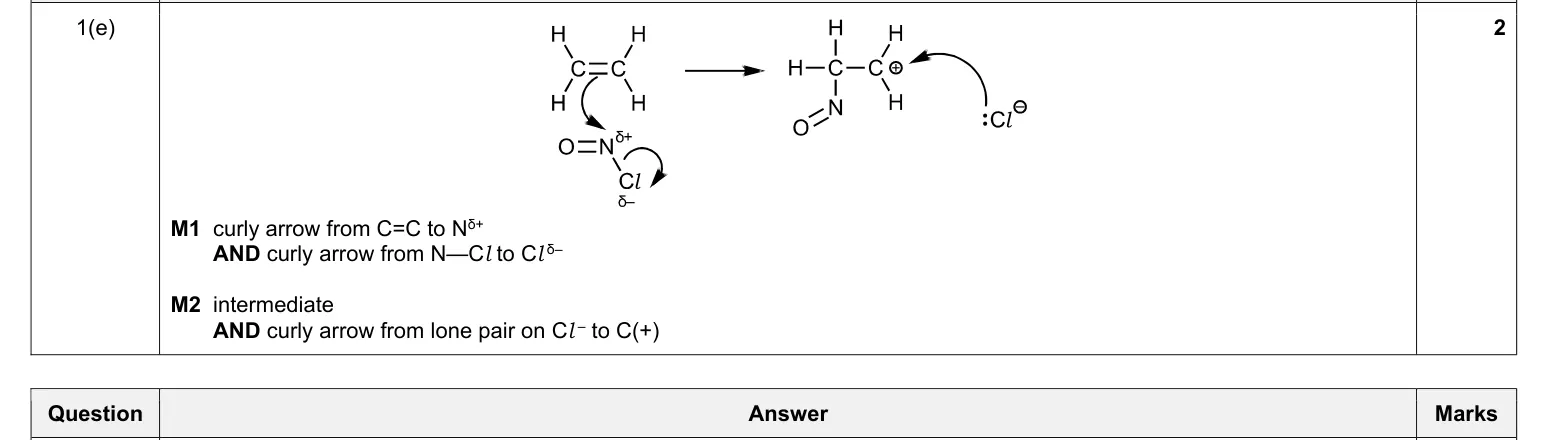 1(e)
2
H H
C=C
H H
O=N δ+
Cl
δ–
H H
H–C–C ⊕
N H
O
:Cl ⊖
M1 curly arrow from C=C to Nδ+
AND curly arrow from N—Cl to Clδ–
M2 intermediate
AND curly arrow from lone pair on Cl– to C(+)
Question Answer Marks